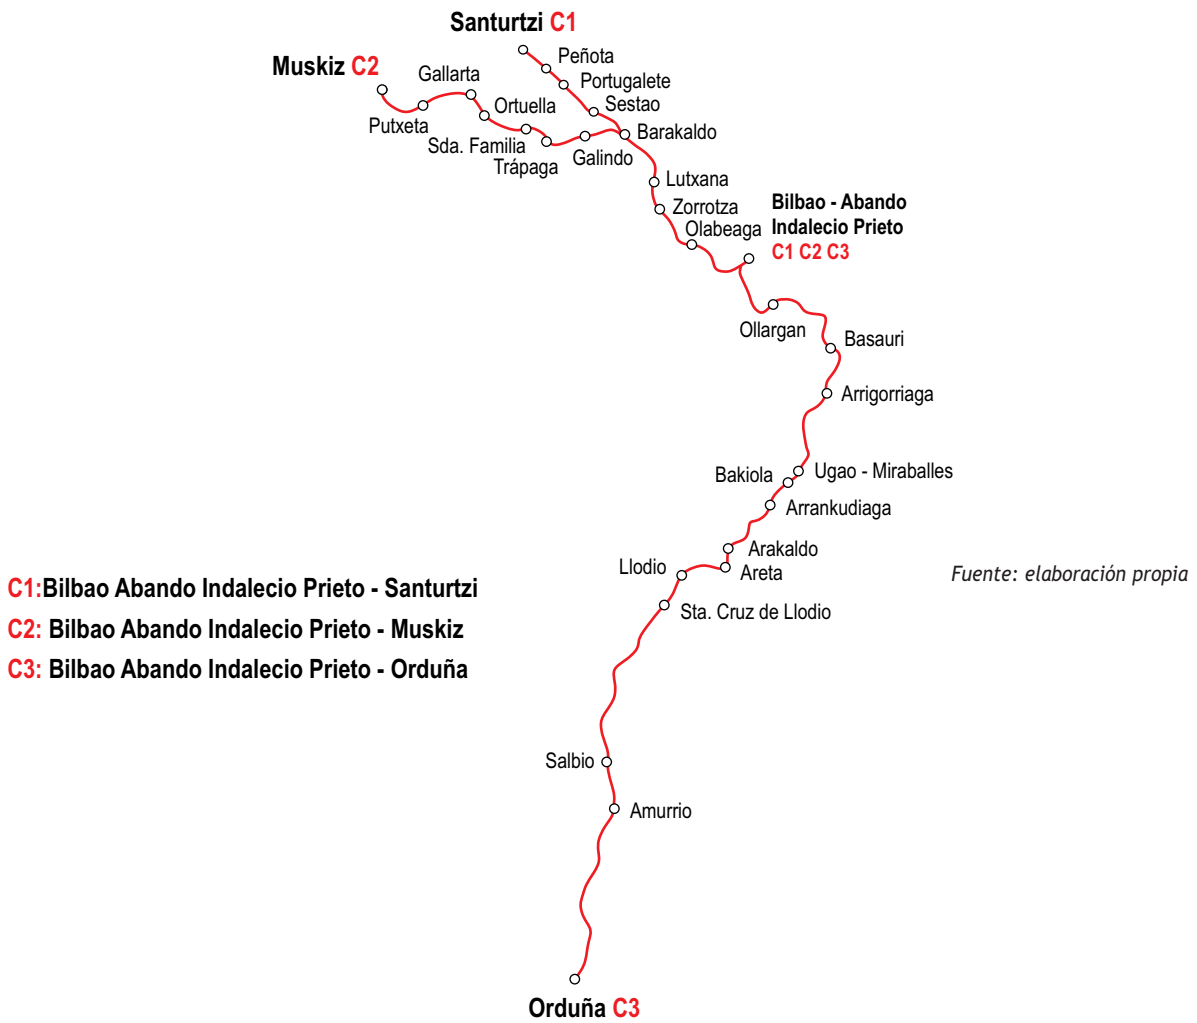 Santurtzi C1
Peñota
Muskiz C2
Gallarta
Portugalete
Ortuella
Sestao
Putxeta
Barakaldo
Sda. Familia
Galindo
Trápaga
Lutxana
Bilbao - Abando
Indalecio Prieto
C1 C2 C3
Zorrotza
Olabeaga
Ollargan
Basauri
Arrigorriaga
Ugao - Miraballes
Bakiola
Arrankudiaga
Arakaldo
Llodio
Areta
Fuente: elaboración propia
C1:Bilbao Abando Indalecio Prieto - Santurtzi
Sta. Cruz de Llodio
C2: Bilbao Abando Indalecio Prieto - Muskiz
C3: Bilbao Abando Indalecio Prieto - Orduña
Salbio
Amurrio
Orduña C3